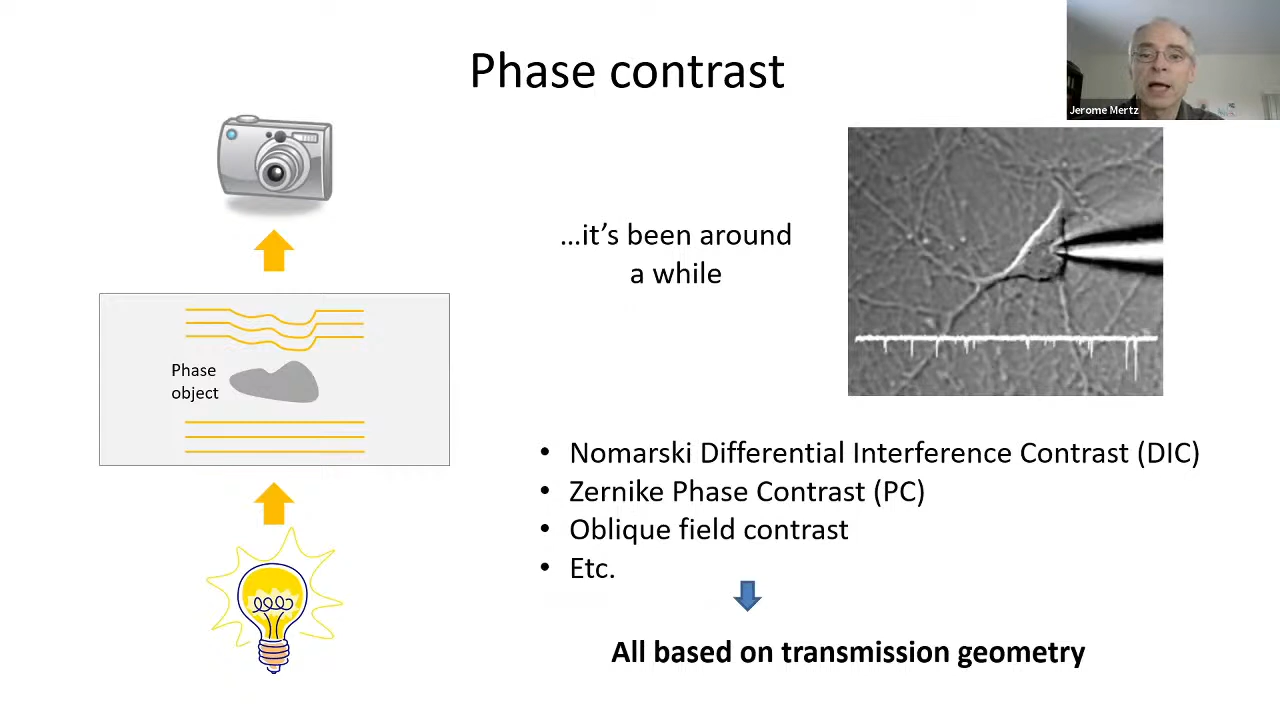 Phase contrast
Jerome Mertz
...it's been around
a while
Phase
object
• Nomarski Differential Interference Contrast (DIC)
• Zernike Phase Contrast (PC)
• Oblique field contrast
• Etc.
All based on transmission geometry